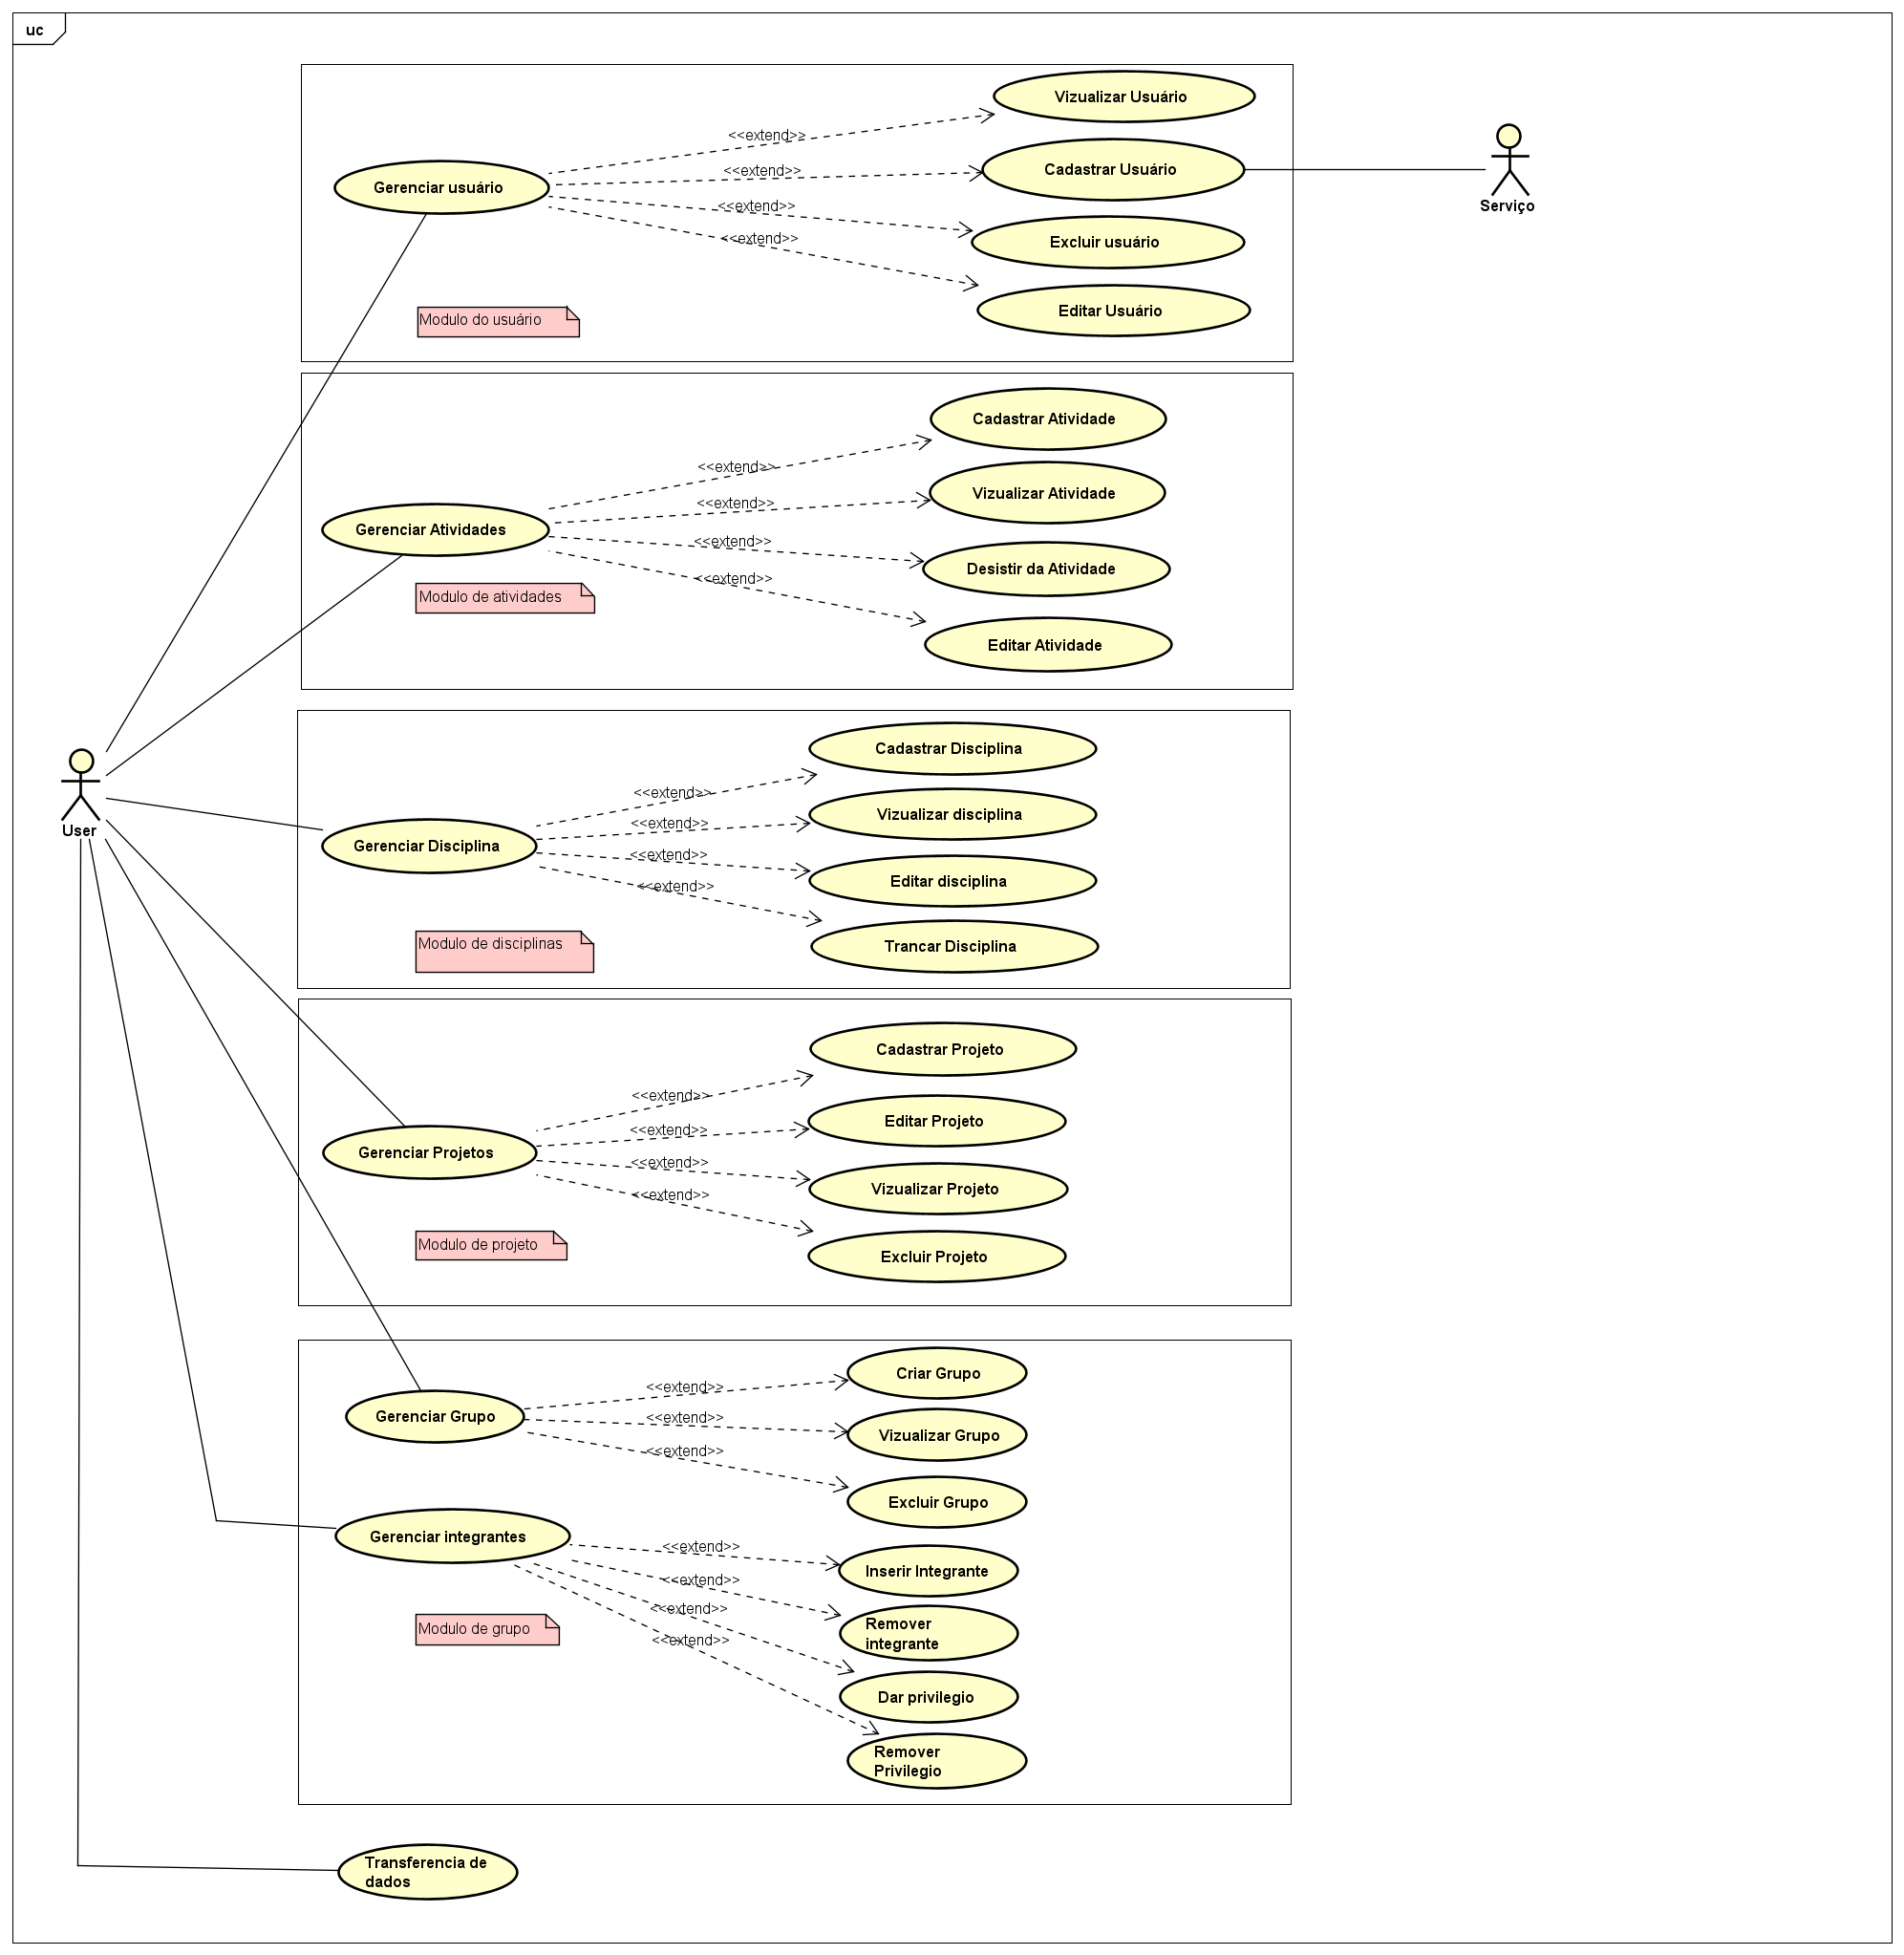 uc
Vizualizar Usuário
<<extend>>
Cadastrar Usuário
<<extend>>
Gerenciar usuário
Serviço
<<extend>>
Excluir usuário
<<extend>>
Editar Usuário
Modulo do usuário
Cadastrar Atividade
<<extend>>
Vizualizar Atividade
<<extend>>
Gerenciar Atividades
<<extend>>
Desistir da Atividade
<<extend>>
Modulo de atividades
Editar Atividade
Cadastrar Disciplina
<<extend>>
Vizualizar disciplina
<<extend>>
User
Gerenciar Disciplina
<<extend>>
Editar disciplina
<<extend>>
Modulo de disciplinas
Trancar Disciplina
Cadastrar Projeto
<<extend>>
Editar Projeto
<<extend>>
Gerenciar Projetos
<<extend>>
Vizualizar Projeto
<<extend>>
Modulo de projeto
Excluir Projeto
Criar Grupo
<<extend>>
Gerenciar Grupo
<<extend>>
Vizualizar Grupo
<<extend>>
Excluir Grupo
Gerenciar integrantes
<<extend>>
Inserir Integrante
<<extend>>
<<extend>>
Remover
integrante
Modulo de grupo
<<extend>>
Dar privilegio
Remover
Privilegio
Transferencia de
dados